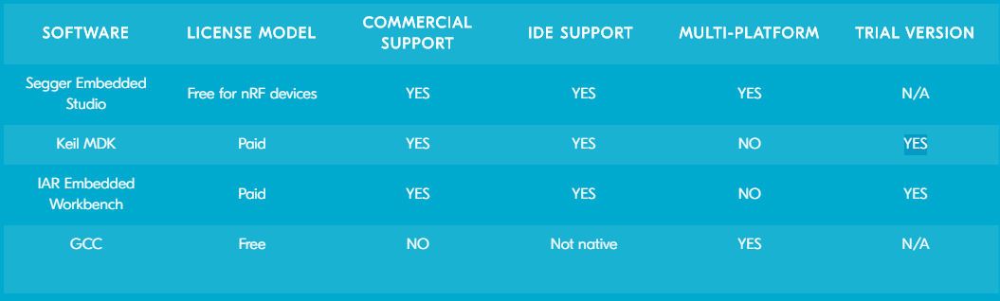 SOFTWARE LICENSE MODEL COMMERCIAL SUPPORT IDE SUPPORT MULTI-PLATFORM TRIAL VERSION
Segger Embedded Studio Free for nRF devices YES YES YES N/A
Keil MDK Paid YES YES NO YES
IAR Embedded Workbench Paid YES YES NO YES
GCC Free NO Not native YES N/A